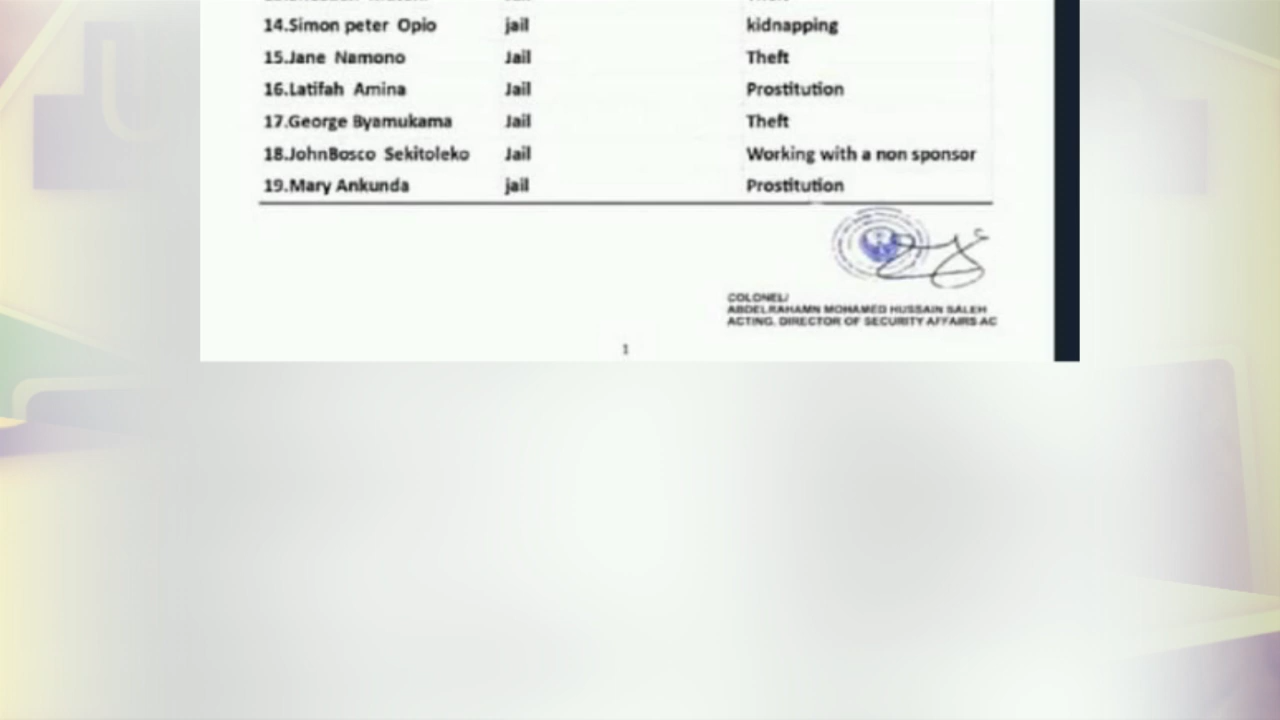 14.Simon peter Opio jail kidnapping
15.Jane Namono Jail Theft
16.Latifah Amina Jail Prostitution
17.George Byamukama Jail Theft
18.JohnBosco Sekitoleko Jail Working with a non sponsor
19.Mary Ankunda jail Prostitution
COLONEL/
ABDELRAHAMN MOHAMED HUSSAIN SALEH
ACTING. DIRECTOR OF SECURITY AFFAIRS AC
1